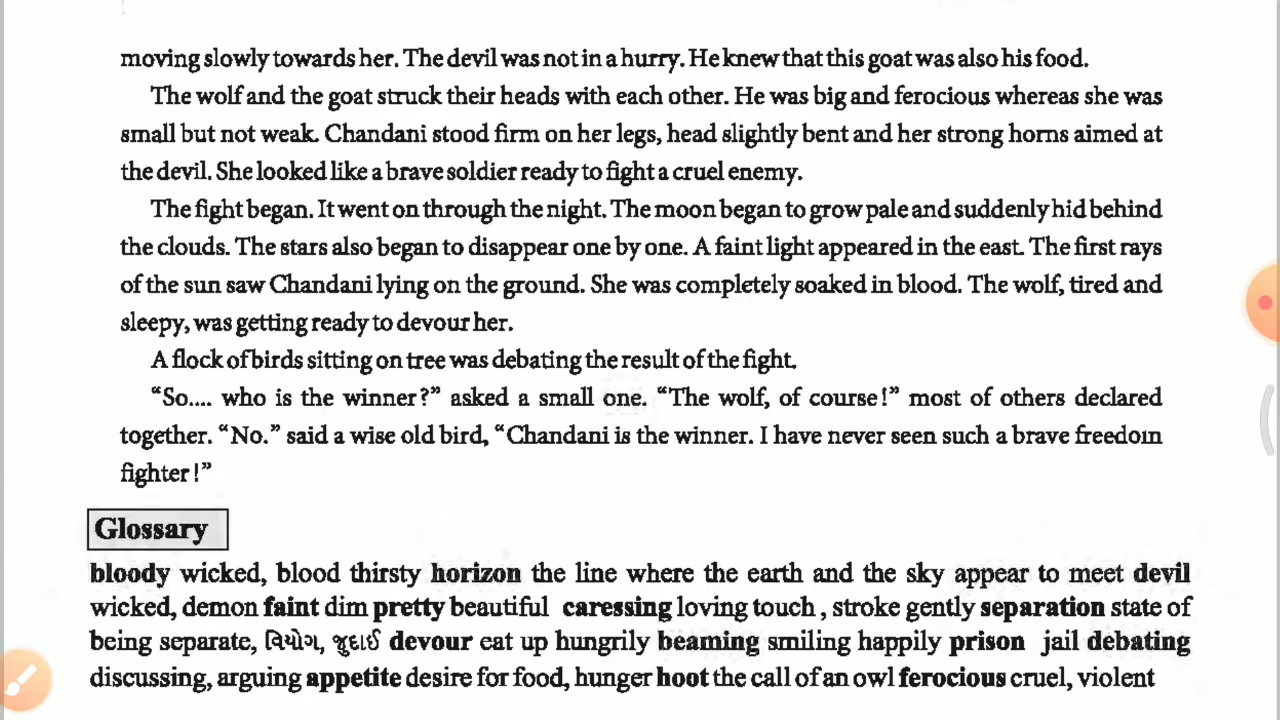 moving slowly towards her. The devil was not in a hurry. He knew that this goat was also his food.
The wolf and the goat struck their heads with each other. He was big and ferocious whereas she was
small but not weak. Chandani stood firm on her legs, head slightly bent and her strong horns aimed at
the devil. She looked like a brave soldier ready to fight a cruel enemy.
The fight began. It went on through the night. The moon began to grow pale and suddenly hid behind
the clouds. The stars also began to disappear one by one. A faint light appeared in the east. The first rays
of the sun saw Chandani lying on the ground. She was completely soaked in blood. The wolf, tired and
sleepy, was getting ready to devour her.
A flock of birds sitting on tree was debating the result of the fight.
“So.... who is the winner?” asked a small one. “The wolf, of course!” most of others declared
together. “No.” said a wise old bird, “Chandani is the winner. I have never seen such a brave freedom
fighter!”
Glossary
bloody wicked, blood thirsty horizon the line where the earth and the sky appear to meet devil
wicked, demon faint dim pretty beautiful caressing loving touch, stroke gently separation state of
being separate, વિયોગ, જૂદાઈ devour eat up hungrily beaming smiling happily prison jail debating
discussing, arguing appetite desire for food, hunger hoot the call of an owl ferocious cruel, violent